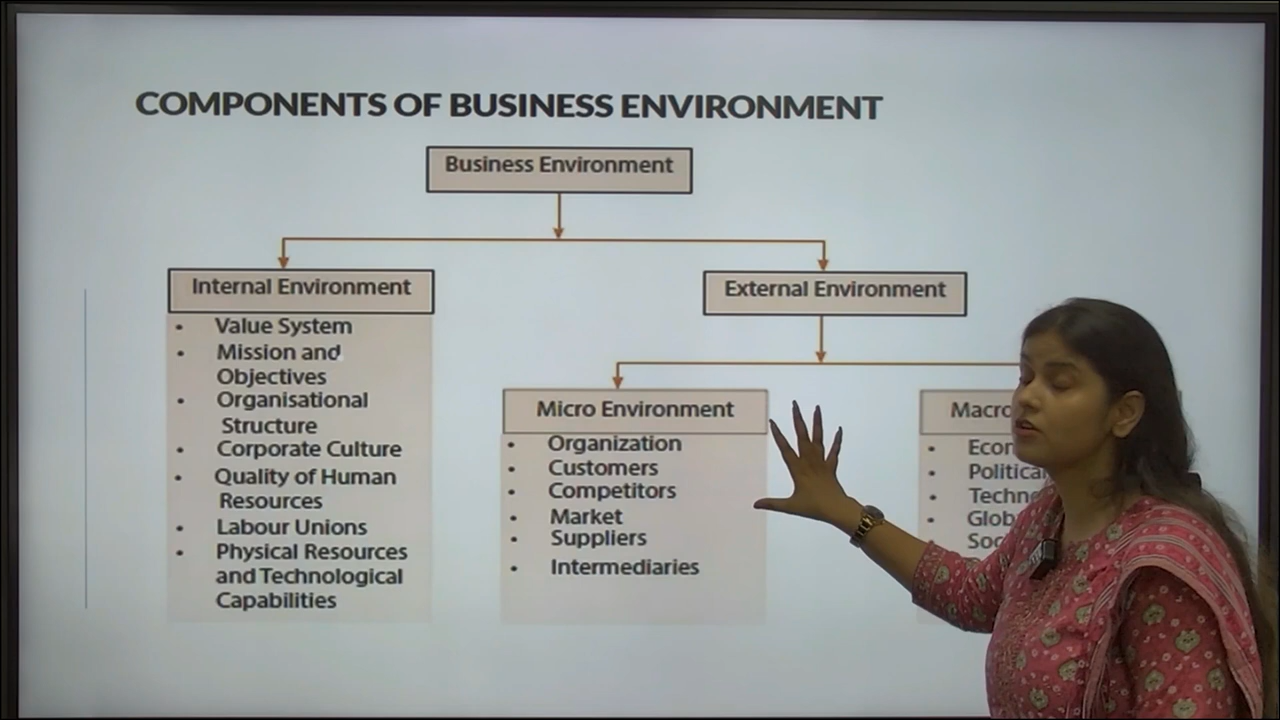 COMPONENTS OF BUSINESS ENVIRONMENT
Business Environment
Internal Environment
• Value System
• Mission and
Objectives
• Organisational
Structure
• Corporate Culture
• Quality of Human
Resources
• Labour Unions
• Physical Resources
and Technological
Capabilities
External Environment
Micro Environment
• Organization
• Customers
• Competitors
• Market
• Suppliers
• Intermediaries
Macro
•
• Political
•
•
•